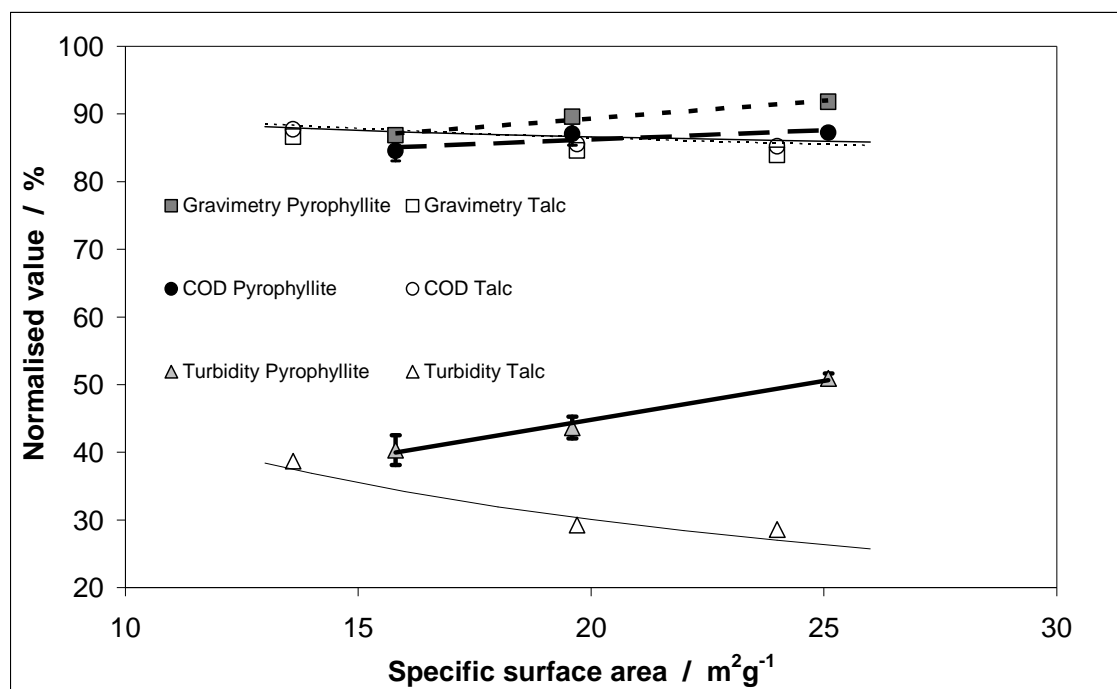 100
90
80
70
60
50
40
30
20
10
15
20
25
30
Normalised value / %
Specific surface area / m²g⁻¹
Gravimetry Pyrophyllite
Gravimetry Talc
COD Pyrophyllite
COD Talc
Turbidity Pyrophyllite
Turbidity Talc